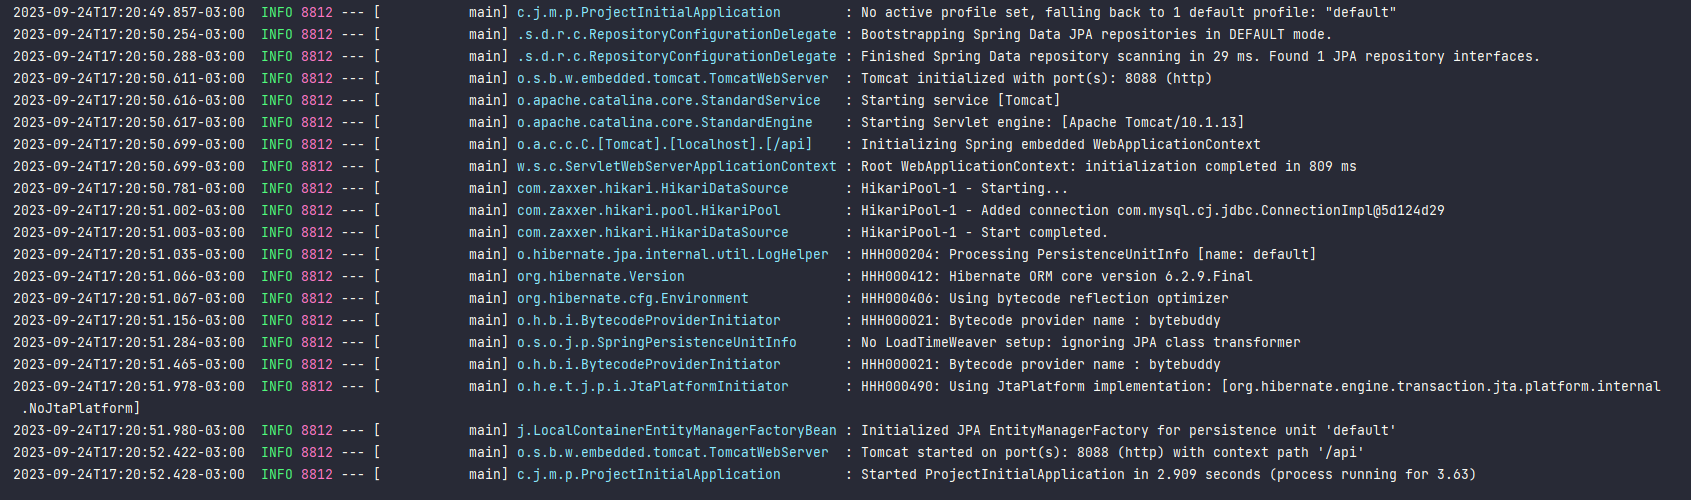 2023-09-24T17:20:49.857-03:00  INFO 8812 --- [           main] c.j.m.p.ProjectInitialApplication        : No active profile set, falling back to 1 default profile: "default"
2023-09-24T17:20:50.254-03:00  INFO 8812 --- [           main] .s.d.r.c.RepositoryConfigurationDelegate : Bootstrapping Spring Data JPA repositories in DEFAULT mode.
2023-09-24T17:20:50.288-03:00  INFO 8812 --- [           main] .s.d.r.c.RepositoryConfigurationDelegate : Finished Spring Data repository scanning in 29 ms. Found 1 JPA repository interfaces.
2023-09-24T17:20:50.611-03:00  INFO 8812 --- [           main] o.s.b.w.embedded.tomcat.TomcatWebServer  : Tomcat initialized with port(s): 8088 (http)
2023-09-24T17:20:50.616-03:00  INFO 8812 --- [           main] o.apache.catalina.core.StandardService   : Starting service [Tomcat]
2023-09-24T17:20:50.617-03:00  INFO 8812 --- [           main] o.apache.catalina.core.StandardEngine    : Starting Servlet engine: [Apache Tomcat/10.1.13]
2023-09-24T17:20:50.699-03:00  INFO 8812 --- [           main] o.a.c.c.C.[Tomcat].[localhost].[/api]    : Initializing Spring embedded WebApplicationContext
2023-09-24T17:20:50.699-03:00  INFO 8812 --- [           main] w.s.c.ServletWebServerApplicationContext : Root WebApplicationContext: initialization completed in 809 ms
2023-09-24T17:20:50.781-03:00  INFO 8812 --- [           main] com.zaxxer.hikari.HikariDataSource       : HikariPool-1 - Starting...
2023-09-24T17:20:51.002-03:00  INFO 8812 --- [           main] com.zaxxer.hikari.pool.HikariPool        : HikariPool-1 - Added connection com.mysql.cj.jdbc.ConnectionImpl@5d124d29
2023-09-24T17:20:51.003-03:00  INFO 8812 --- [           main] com.zaxxer.hikari.HikariDataSource       : HikariPool-1 - Start completed.
2023-09-24T17:20:51.035-03:00  INFO 8812 --- [           main] o.hibernate.jpa.internal.util.LogHelper  : HHH000204: Processing PersistenceUnitInfo [name: default]
2023-09-24T17:20:51.066-03:00  INFO 8812 --- [           main] org.hibernate.Version                    : HHH000412: Hibernate ORM core version 6.2.9.Final
2023-09-24T17:20:51.067-03:00  INFO 8812 --- [           main] org.hibernate.cfg.Environment            : HHH000406: Using bytecode reflection optimizer
2023-09-24T17:20:51.156-03:00  INFO 8812 --- [           main] o.h.b.i.BytecodeProviderInitiator        : HHH000021: Bytecode provider name : bytebuddy
2023-09-24T17:20:51.284-03:00  INFO 8812 --- [           main] o.s.o.j.p.SpringPersistenceUnitInfo      : No LoadTimeWeaver setup: ignoring JPA class transformer
2023-09-24T17:20:51.465-03:00  INFO 8812 --- [           main] o.h.b.i.BytecodeProviderInitiator        : HHH000021: Bytecode provider name : bytebuddy
2023-09-24T17:20:51.978-03:00  INFO 8812 --- [           main] o.h.e.t.j.p.i.JtaPlatformInitiator       : HHH000490: Using JtaPlatform implementation: [org.hibernate.engine.transaction.jta.platform.internal
.NoJtaPlatform]
2023-09-24T17:20:51.980-03:00  INFO 8812 --- [           main] j.LocalContainerEntityManagerFactoryBean : Initialized JPA EntityManagerFactory for persistence unit 'default'
2023-09-24T17:20:52.422-03:00  INFO 8812 --- [           main] o.s.b.w.embedded.tomcat.TomcatWebServer  : Tomcat started on port(s): 8088 (http) with context path '/api'
2023-09-24T17:20:52.428-03:00  INFO 8812 --- [           main] c.j.m.p.ProjectInitialApplication        : Started ProjectInitialApplication in 2.909 seconds (process running for 3.63)